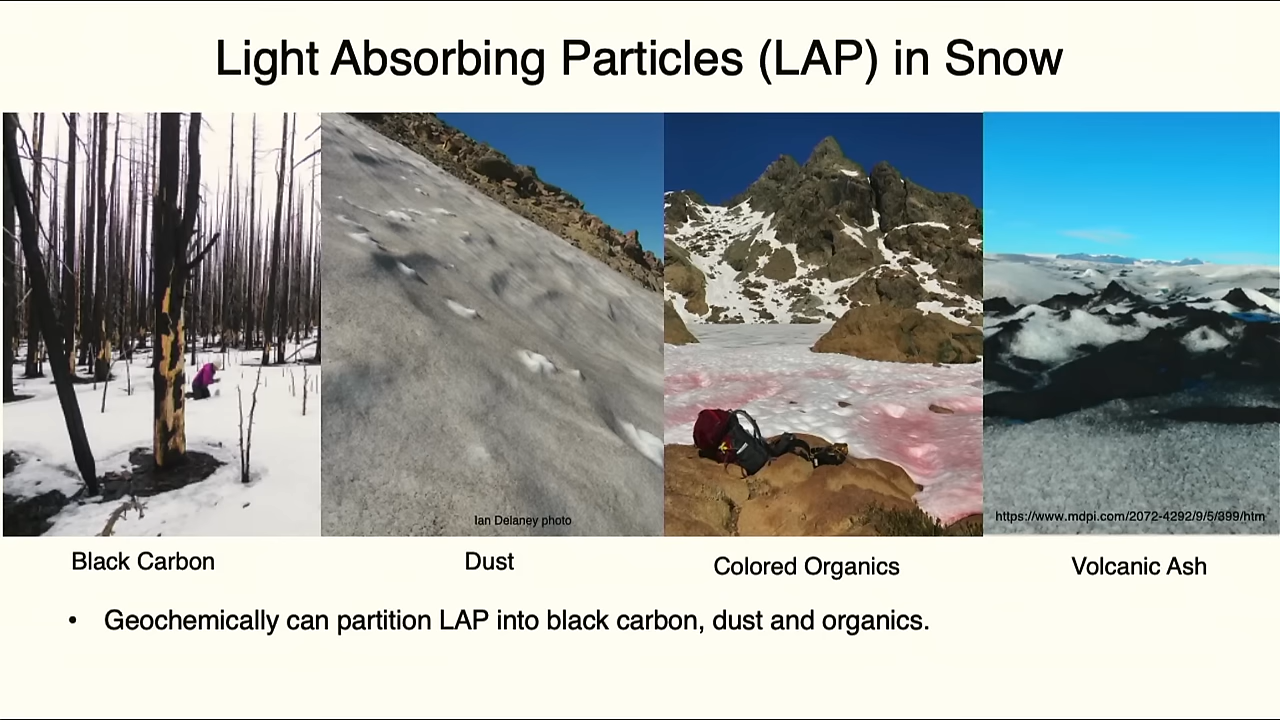 Light Absorbing Particles (LAP) in Snow
Ian Delaney photo
https://www.mdpi.com/2072-4292/9/5/399/htm
Black Carbon
Dust
Colored Organics
Volcanic Ash
• Geochemically can partition LAP into black carbon, dust and organics.